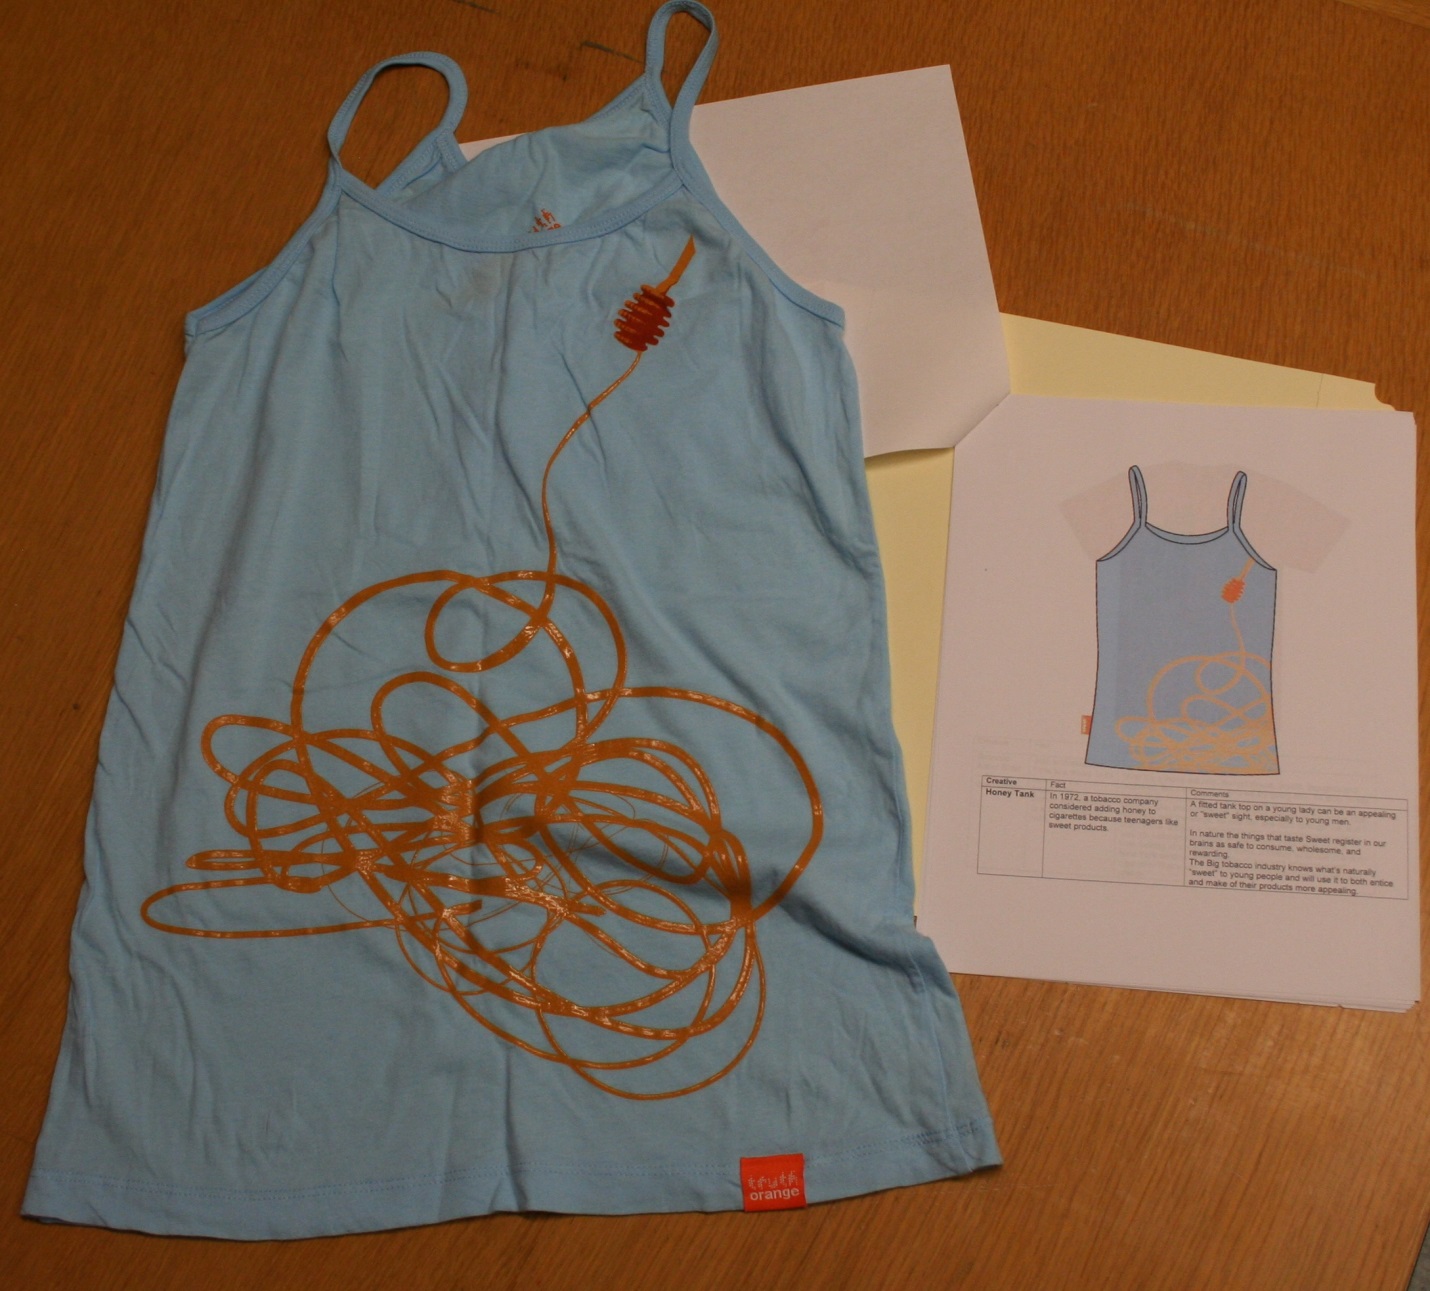 truth
orange
Creative
Fact
Comments
Honey Tank
In 1972, a tobacco company
considered adding honey to
cigarettes because teenagers like
sweet products.
A fitted tank top on a young lady can be an appealing
or "sweet" sight, especially to young men.
In nature the things that taste Sweet register in our
brains as safe to consume, wholesome, and
rewarding.
The Big tobacco industry knows what's naturally
"sweet" to young people and will use it to both entice
and make of their products more appealing.